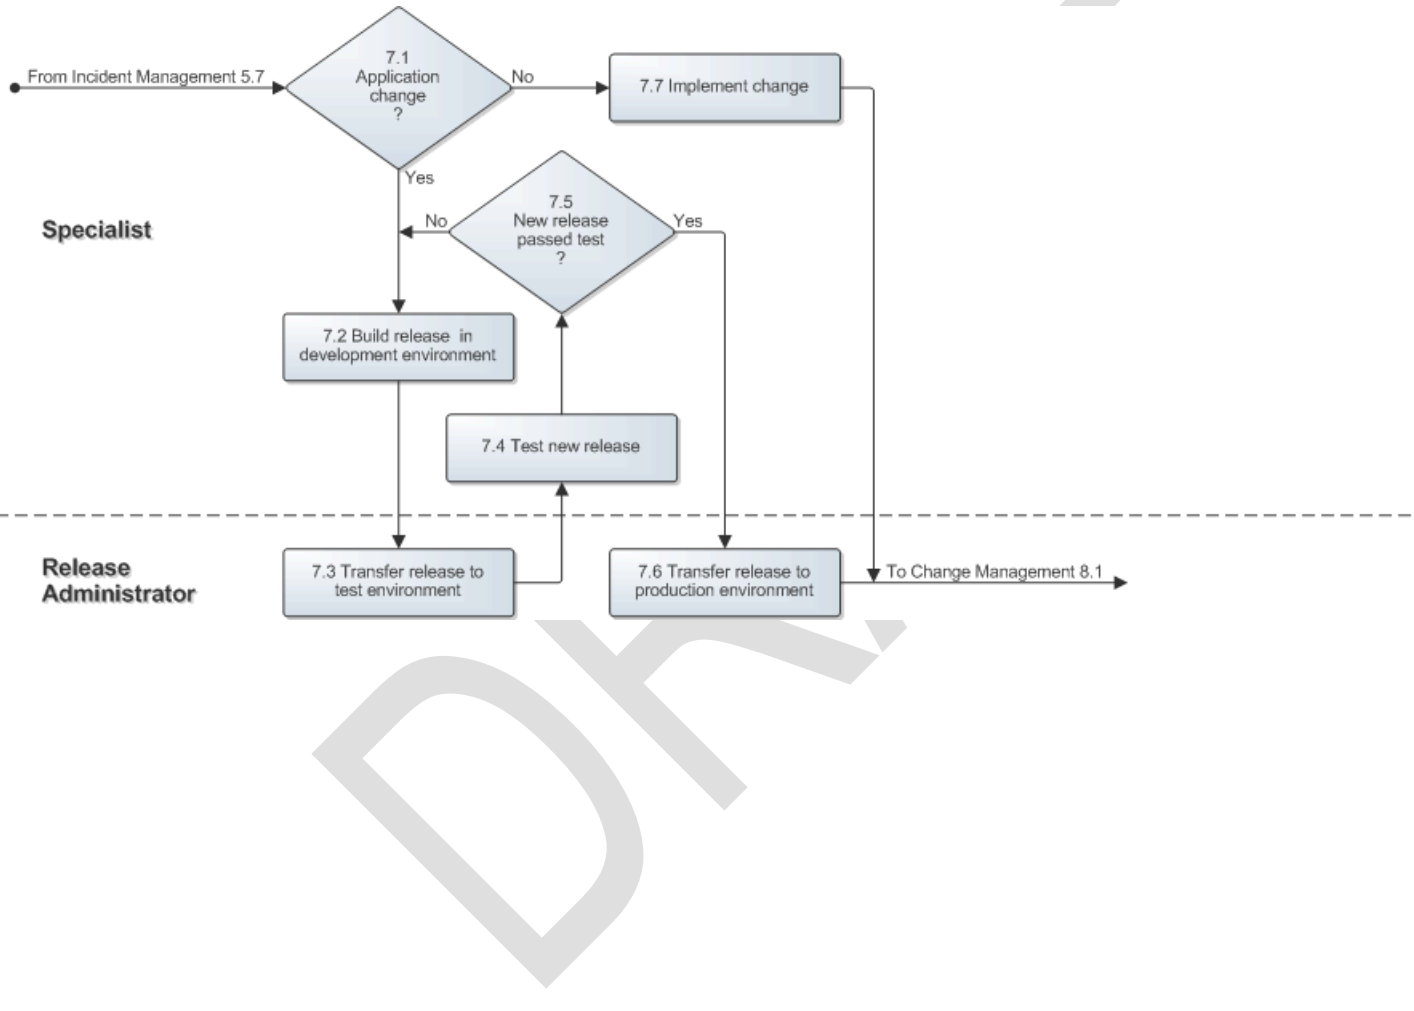 From Incident Management 5.7
7.1
Application
change
?
No
7.7 Implement change
Yes
Specialist
No
7.5
New release
passed test
?
Yes
7.2 Build release in
development environment
7.4 Test new release
Release
Administrator
7.3 Transfer release to
test environment
7.6 Transfer release to
production environment
To Change Management 8.1
DR